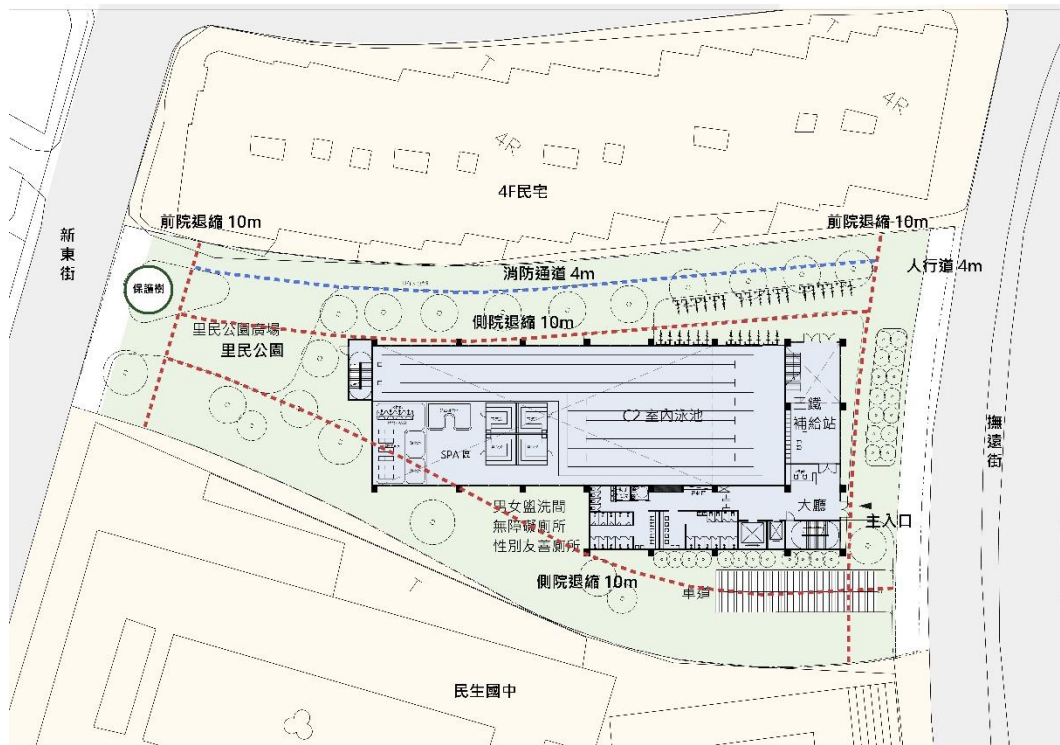 4R
4R
4F民宅
前院退縮 10m
前院退縮 10m
新東街
消防通道 4m
人行道 4m
保護樹
側院退縮 10m
里民公園廣場
里民公園
C2 室內泳池
三鐵
補給站
撫遠街
SPA 區
男女盥洗間
無障礙廁所
性別友善廁所
大廳
主入口
側院退縮 10m
車道
民生國中